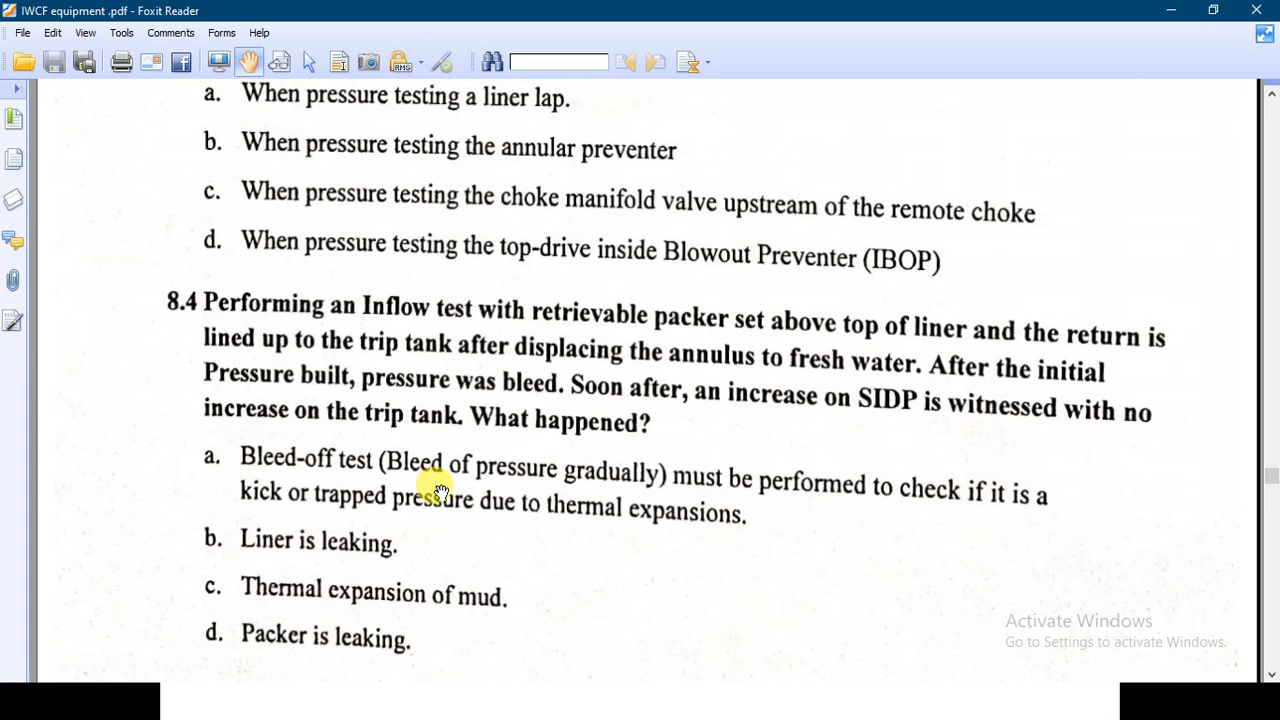 IWCF equipment .pdf - Foxit Reader
File Edit View Tools Comments Forms Help
RMS
a. When pressure testing a liner lap.
b. When pressure testing the annular preventer
c. When pressure testing the choke manifold valve upstream of the remote choke
d. When pressure testing the top-drive inside Blowout Preventer (IBOP)
8.4 Performing an Inflow test with retrievable packer set above top of liner and the return is
lined up to the trip tank after displacing the annulus to fresh water. After the initial
Pressure built, pressure was bleed. Soon after, an increase on SIDP is witnessed with no
increase on the trip tank. What happened?
a. Bleed-off test (Bleed of pressure gradually) must be performed to check if it is a
kick or trapped pressure due to thermal expansions.
b. Liner is leaking.
c. Thermal expansion of mud.
d. Packer is leaking.
Activate Windows
Go to Settings to activate Windows.